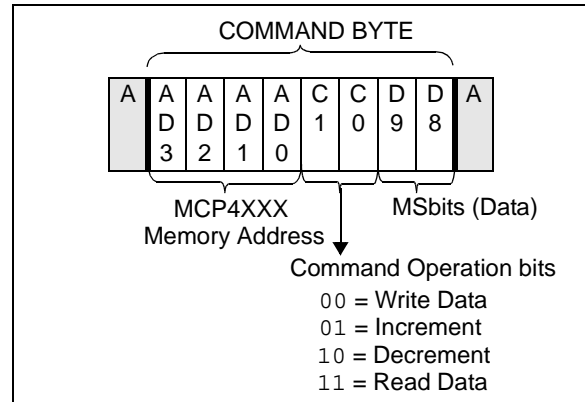 COMMAND BYTE
A A A A A C C D D A
D D D D 1 0 9 8
3 2 1 0
MCP4XXX
Memory Address
MSbits (Data)
Command Operation bits
00 = Write Data
01 = Increment
10 = Decrement
11 = Read Data